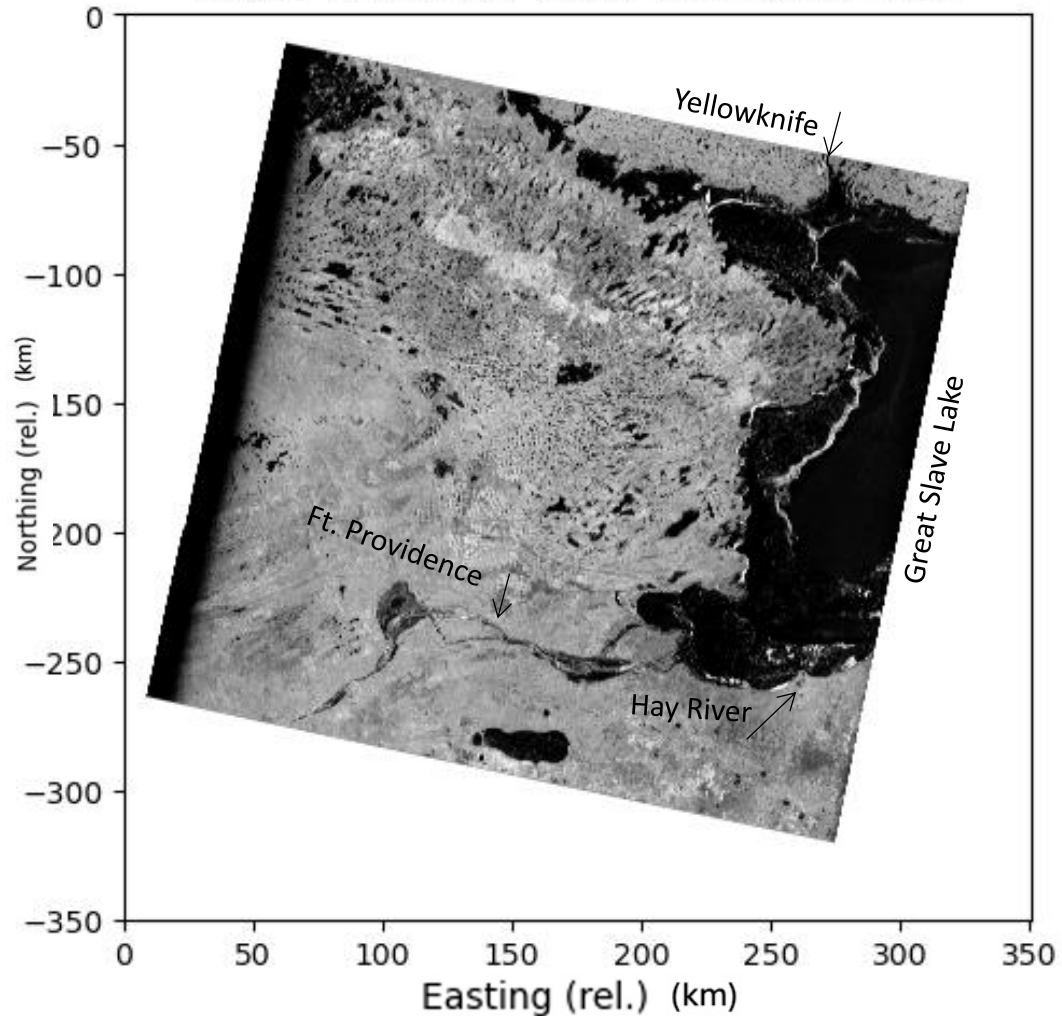 0
−50
−100
−150
200
−250
−300
−350
Northing (rel.) (km)
Yellowknife
Great Slave Lake
Ft. Providence
Hay River
0 50 100 150 200 250 300 350
Easting (rel.) (km)